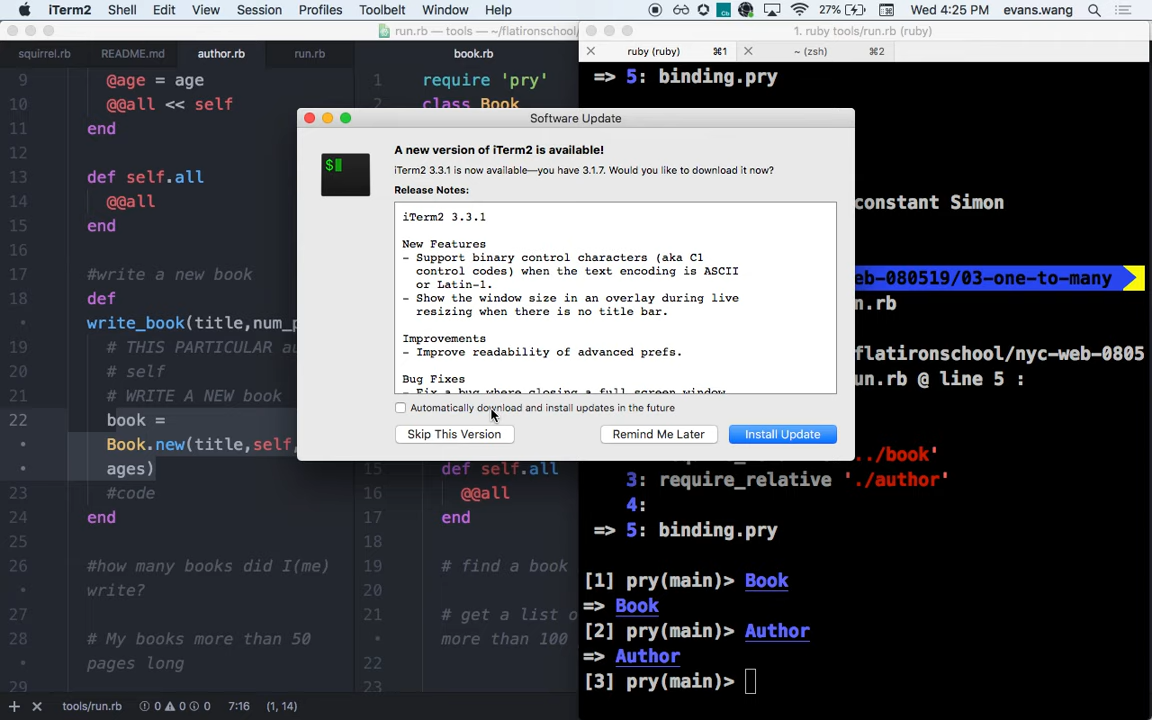 iTerm2 Shell Edit View Session Profiles Toolbelt Window Help 27% Wed 4:25 PM evans.wang
run.rb — tools — ~/flatironschool/
1. ruby tools/run.rb (ruby)
squirrel.rb README.md author.rb run.rb book.rb
ruby (ruby) ⌘1 ~ (zsh) ⌘2
9 @age = age
10 @@all << self
11 end
12
13 def self.all
14 @@all
15 end
16
17 #write a new book
18 def
• write_book(title,num_p
19 # THIS PARTICULAR au
20 # self
21 # WRITE A NEW book
22 book =
• Book.new(title,self,
• ages)
23 #code
24 end
25
26 #how many books did I(me)
• write?
27
28 # My books more than 50
• pages long
29
1 require 'pry'
2 class Book
15 def self.all
16 @@all
17 end
18
19 # find a book
20
21 # get a list o
• more than 100
22
23
Software Update
A new version of iTerm2 is available!
iTerm2 3.3.1 is now available—you have 3.1.7. Would you like to download it now?
Release Notes:
iTerm2 3.3.1
New Features
- Support binary control characters (aka C1
control codes) when the text encoding is ASCII
or Latin-1.
- Show the window size in an overlay during live
resizing when there is no title bar.
Improvements
- Improve readability of advanced prefs.
Bug Fixes
- Fix a bug where closing a full screen window
Automatically download and install updates in the future
Skip This Version Remind Me Later Install Update
=> 5: binding.pry
constant Simon
eb-080519/03-one-to-many
n.rb
flatironschool/nyc-web-0805
un.rb @ line 5 :
../book'
3: require_relative './author'
4:
=> 5: binding.pry
[1] pry(main)> Book
=> Book
[2] pry(main)> Author
=> Author
[3] pry(main)>
tools/run.rb 0 0 0 7:16 (1, 14)